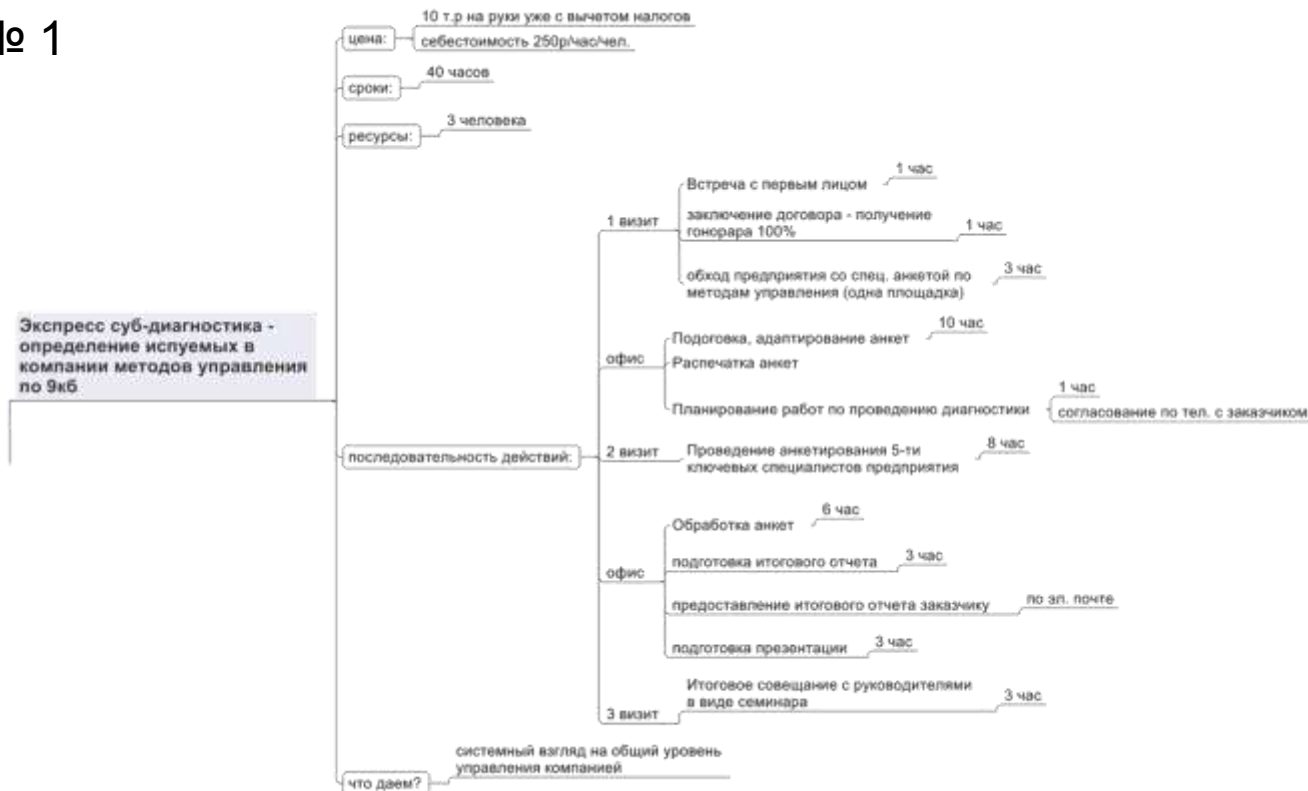 № 1
Экспресс суб-диагностика -
определение испуемых в
компании методов управления
по 9кб
цена:
10 т.р на руки уже с вычетом налогов
себестоимость 250р/час/чел.
сроки:
40 часов
ресурсы:
3 человека
последовательность действий:
1 визит
Встреча с первым лицом
1 час
заключение договора - получение
гонорара 100%
1 час
обход предприятия со спец. анкетой по
методам управления (одна площадка)
3 час
офис
Подоговка, адаптирование анкет
10 час
Распечатка анкет
Планирование работ по проведению диагностики
1 час
согласование по тел. с заказчиком
2 визит
Проведение анкетирования 5-ти
ключевых специалистов предприятия
8 час
офис
Обработка анкет
6 час
подготовка итогового отчета
3 час
предоставление итогового отчета заказчику
по эл. почте
подготовка презентации
3 час
3 визит
Итоговое совещание с руководителями
в виде семинара
3 час
что даем?
системный взгляд на общий уровень
управления компанией